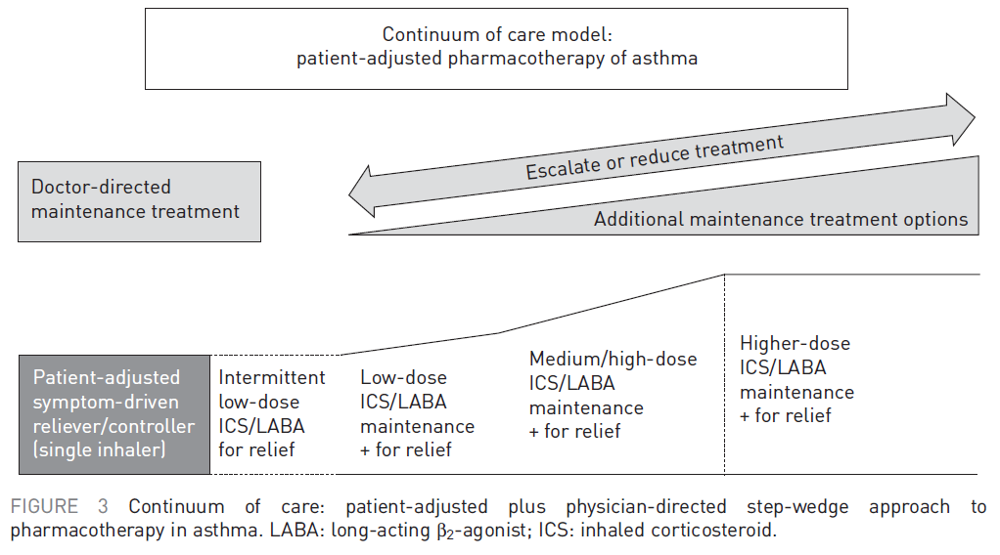 Continuum of care model:
patient-adjusted pharmacotherapy of asthma
Escalate or reduce treatment
Doctor-directed
maintenance treatment
Additional maintenance treatment options
Patient-adjusted
symptom-driven
reliever/controller
(single inhaler)
Intermittent
low-dose
ICS/LABA
for relief
Low-dose
ICS/LABA
maintenance
+ for relief
Medium/high-dose
ICS/LABA
maintenance
+ for relief
Higher-dose
ICS/LABA
maintenance
+ for relief
FIGURE 3 Continuum of care: patient-adjusted plus physician-directed step-wedge approach to
pharmacotherapy in asthma. LABA: long-acting β₂-agonist; ICS: inhaled corticosteroid.